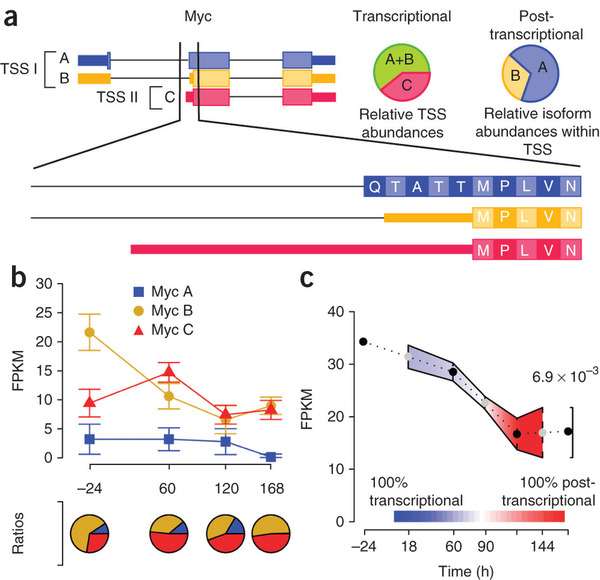 a
Myc
Transcriptional
Post-
transcriptional
TSS I
A
B
TSS II
C
A+B
C
B
A
Relative TSS
abundances
Relative isoform
abundances within
TSS
Q T A T T M P L V N
M P L V N
M P L V N
b
30
25
20
15
10
5
0
FPKM
Myc A
Myc B
Myc C
–24 60 120 168
Ratios
c
40
30
20
10
0
FPKM
6.9 × 10–3
100%
transcriptional
100% post-
transcriptional
–24 18 60 90 144
Time (h)